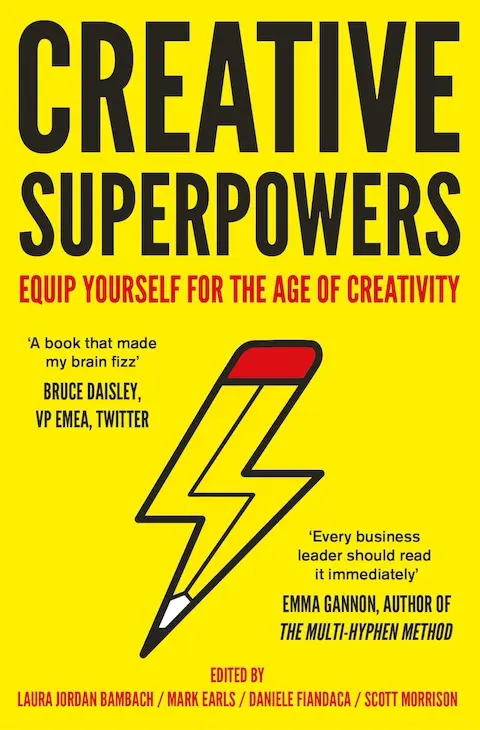 CREATIVE
SUPERPOWERS
EQUIP YOURSELF FOR THE AGE OF CREATIVITY
‘A book that made
my brain fizz’
BRUCE DAISLEY,
VP EMEA, TWITTER
‘Every business
leader should read
it immediately’
EMMA GANNON, AUTHOR OF
THE MULTI-HYPHEN METHOD
EDITED BY
LAURA JORDAN BAMBACH / MARK EARLS / DANIELE FIANDACA / SCOTT MORRISON